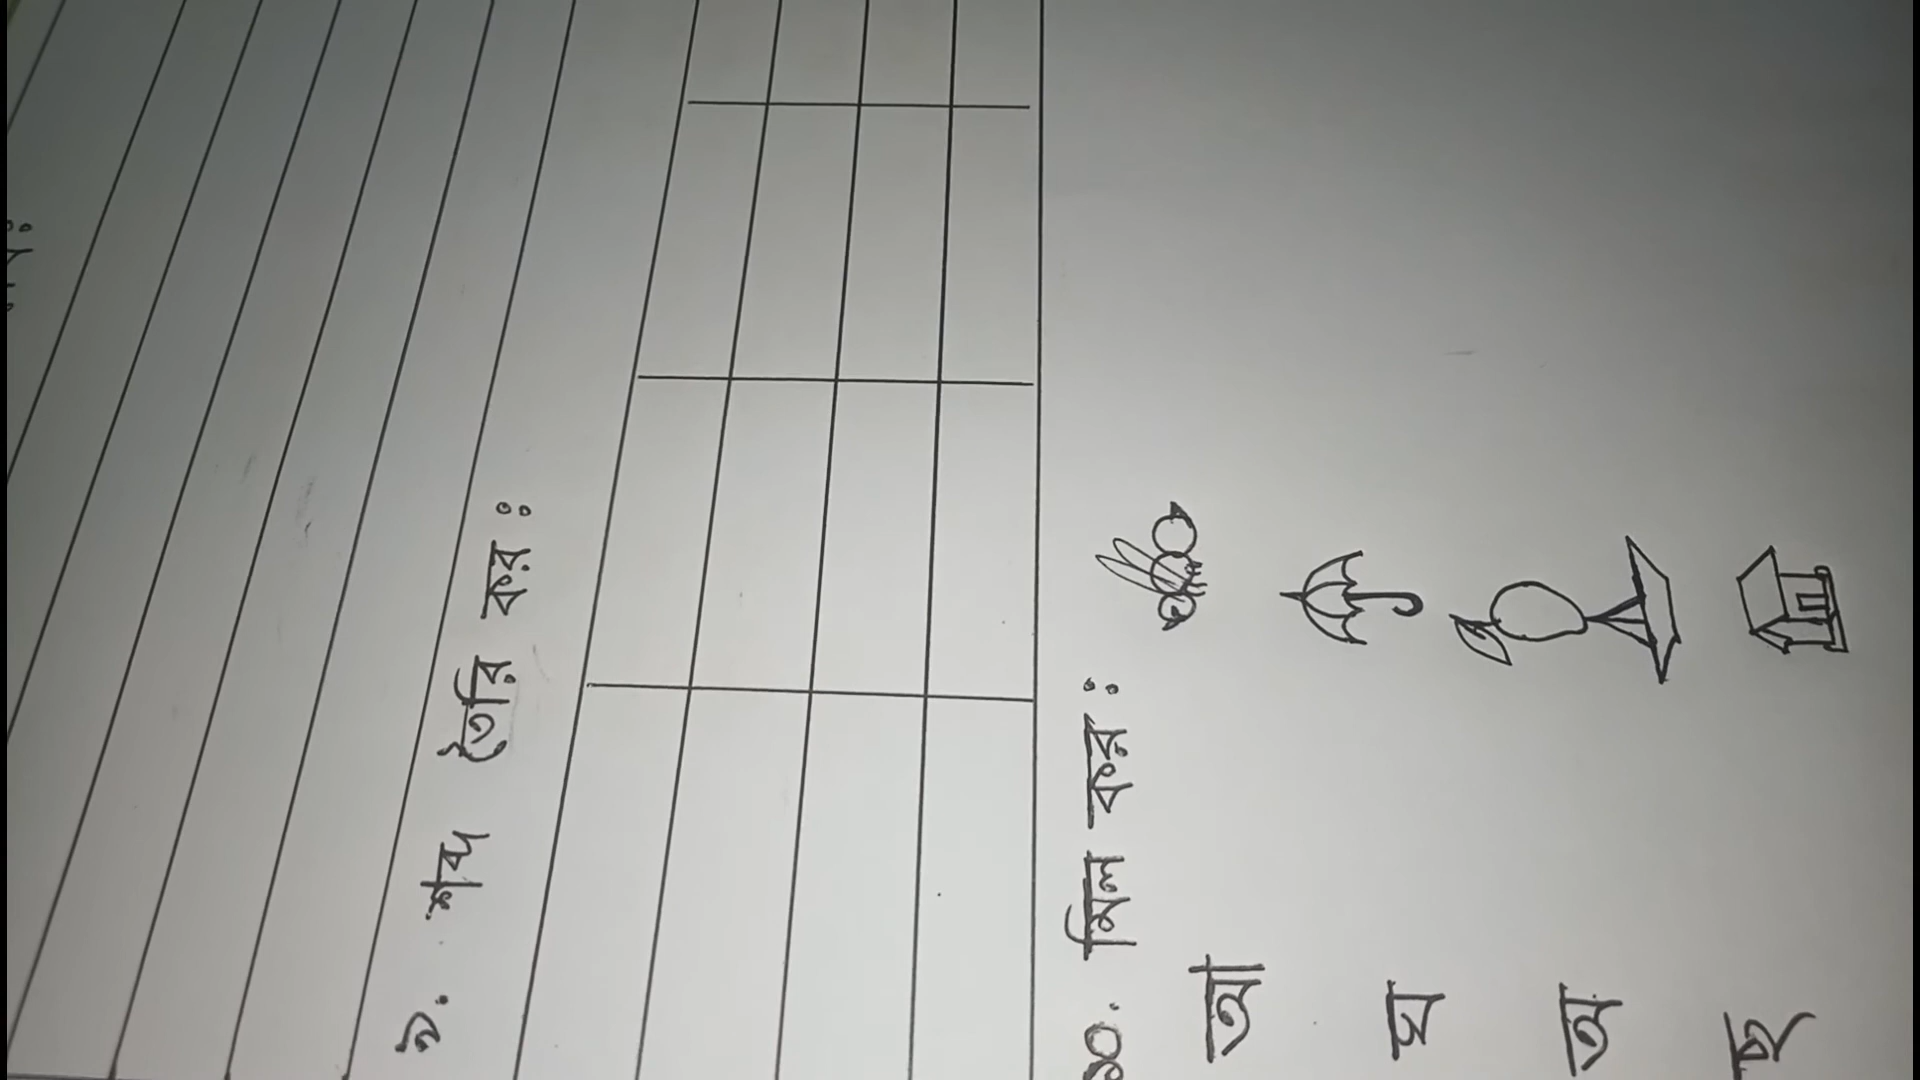 ৯. শব্দ তৈরি কর :
১০. মিল কর :
আ
ঘ
অ
ছ